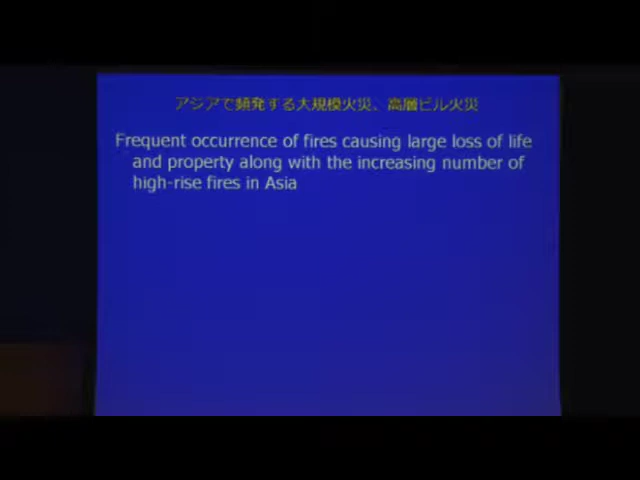 アジアで頻発する大規模火災、高層ビル火災
Frequent occurrence of fires causing large loss of life
and property along with the increasing number of
high-rise fires in Asia